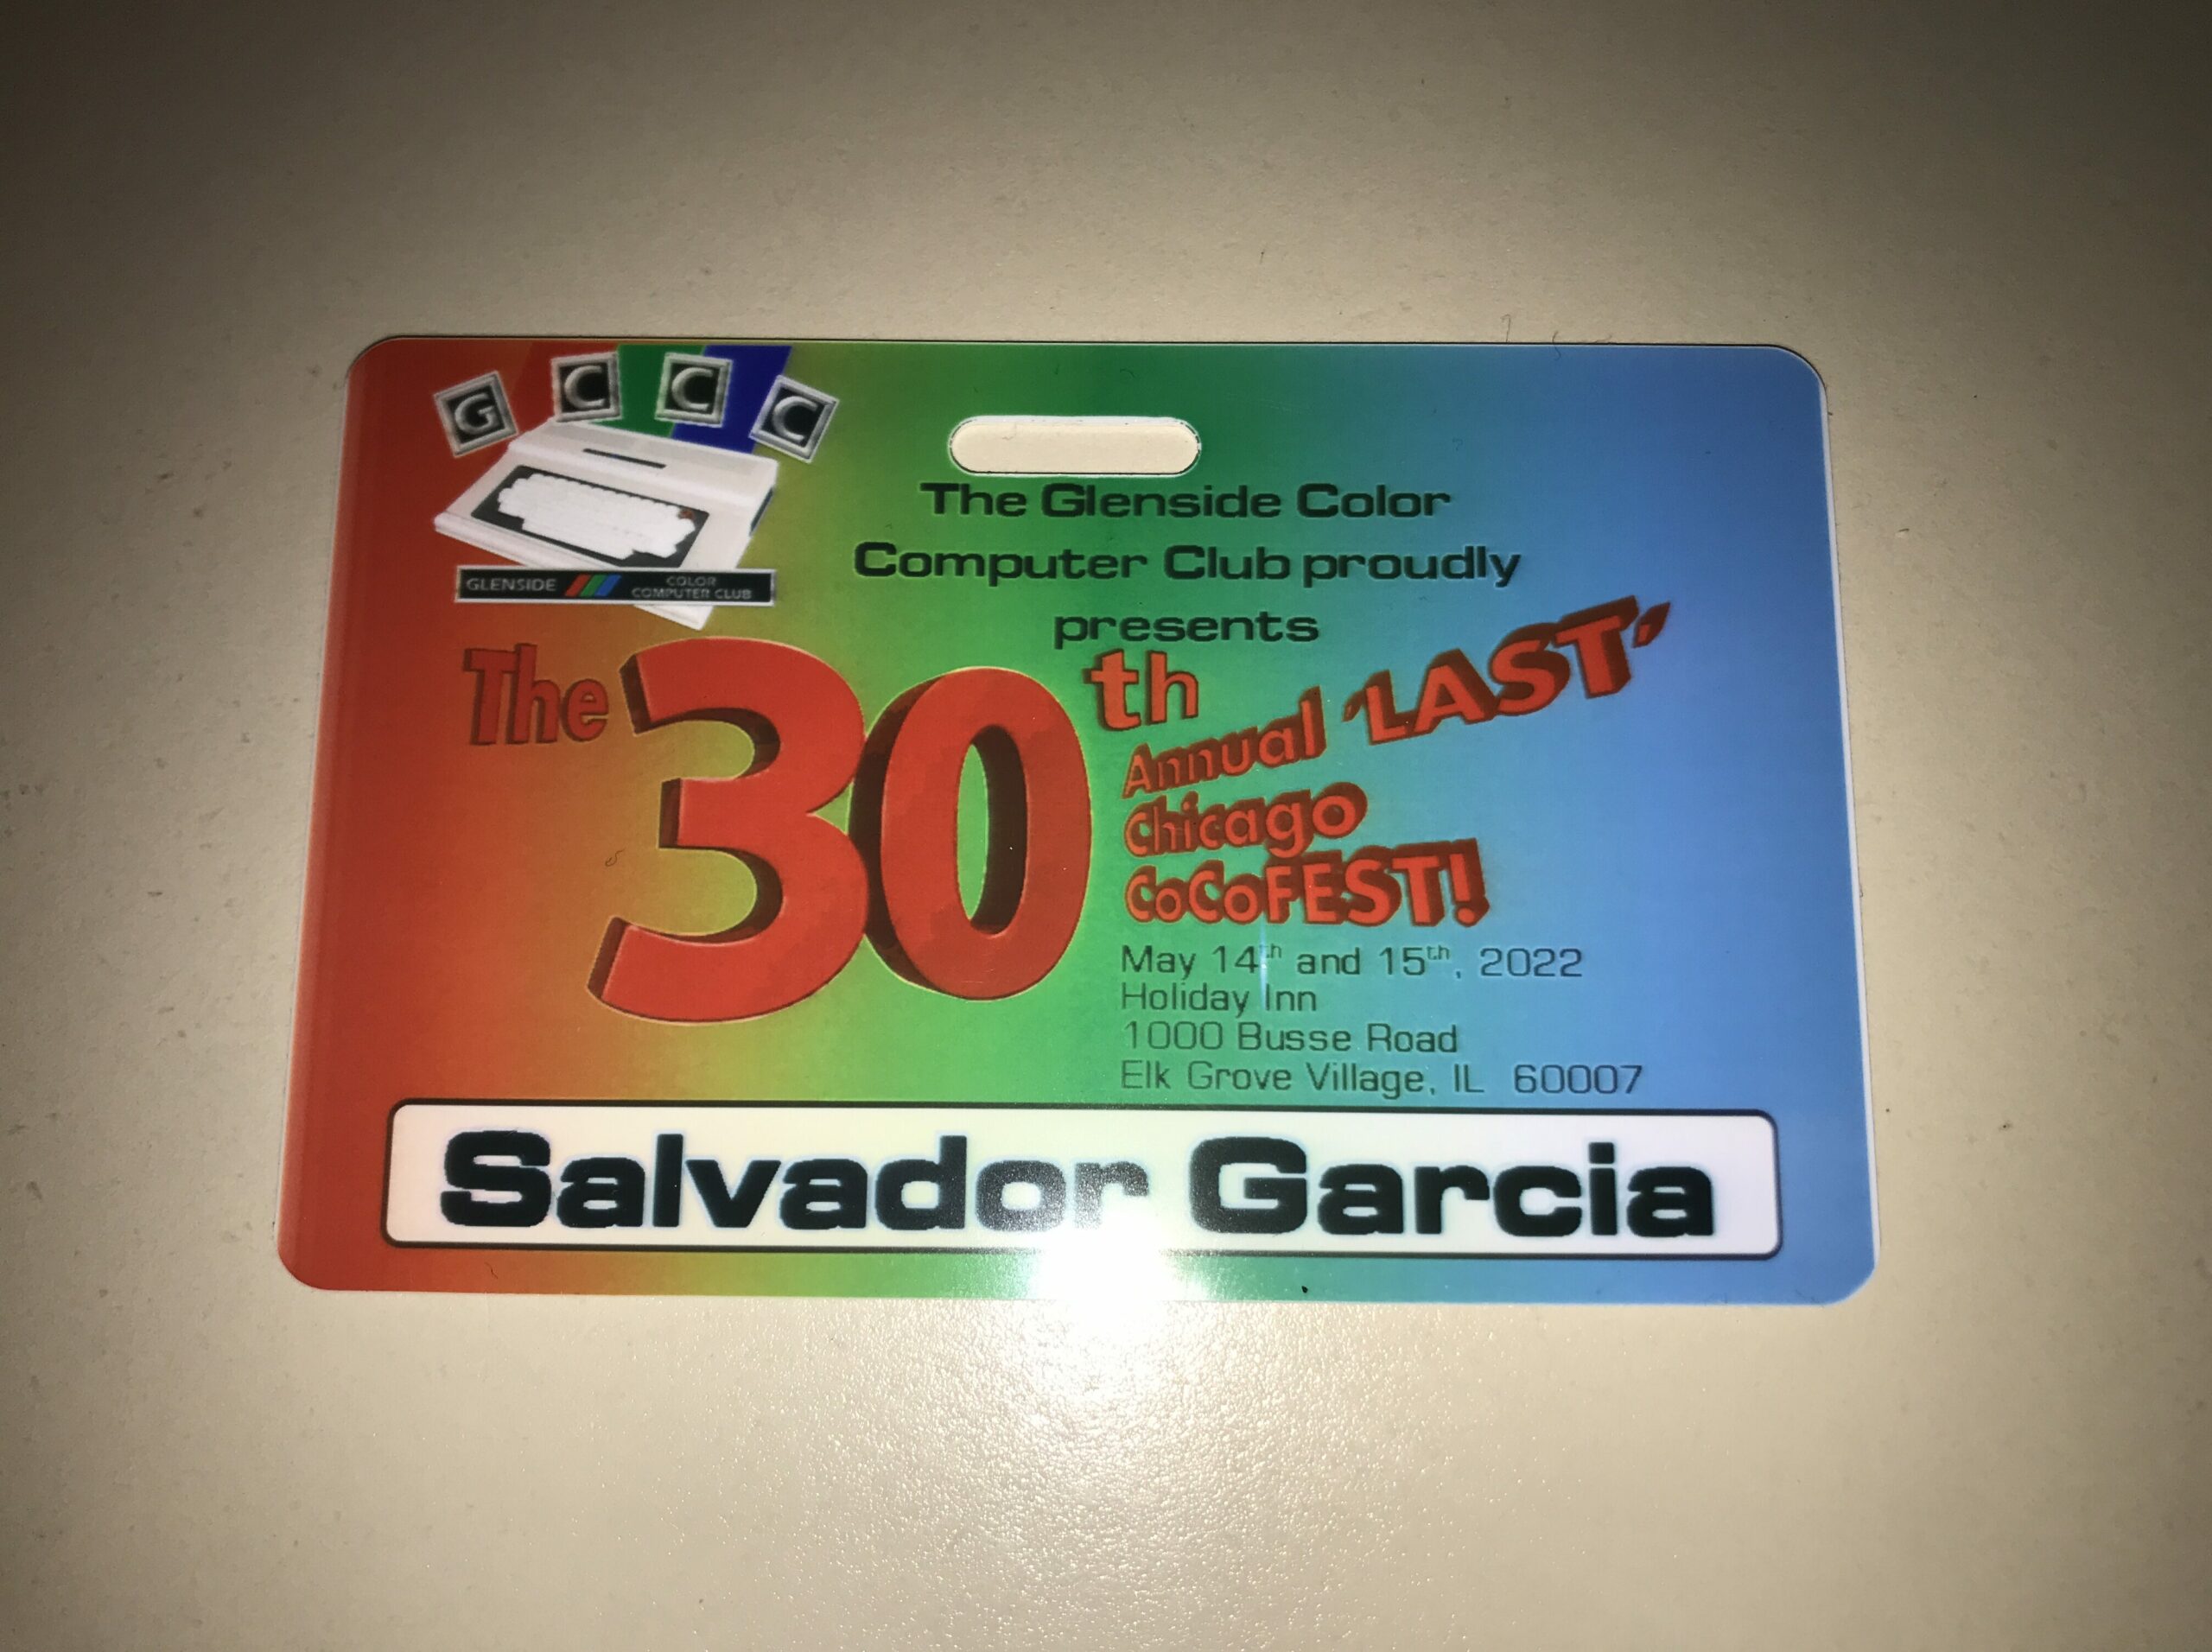 G C C C
GLENSIDE COLOR COMPUTER CLUB
The Glenside Color
Computer Club proudly
presents
The 30th
Annual 'LAST'
Chicago
CoCoFEST!
May 14th and 15th, 2022
Holiday Inn
1000 Busse Road
Elk Grove Village, IL 60007
Salvador Garcia